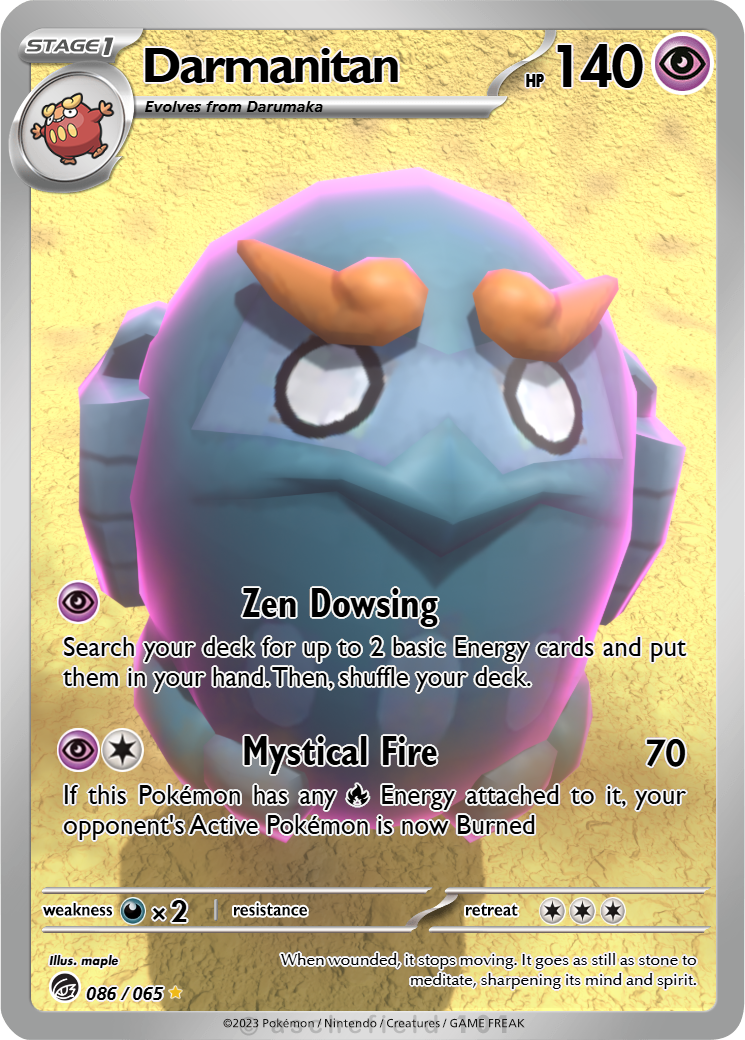 STAGE 1
Darmanitan
HP 140
Evolves from Darumaka
Zen Dowsing
Search your deck for up to 2 basic Energy cards and put
them in your hand. Then, shuffle your deck.
Mystical Fire 70
If this Pokémon has any Energy attached to it, your
opponent's Active Pokémon is now Burned
weakness ×2 | resistance retreat
Illus. maple
When wounded, it stops moving. It goes as still as stone to
meditate, sharpening its mind and spirit.
086 / 065
©2023 Pokémon / Nintendo / Creatures / GAME FREAK